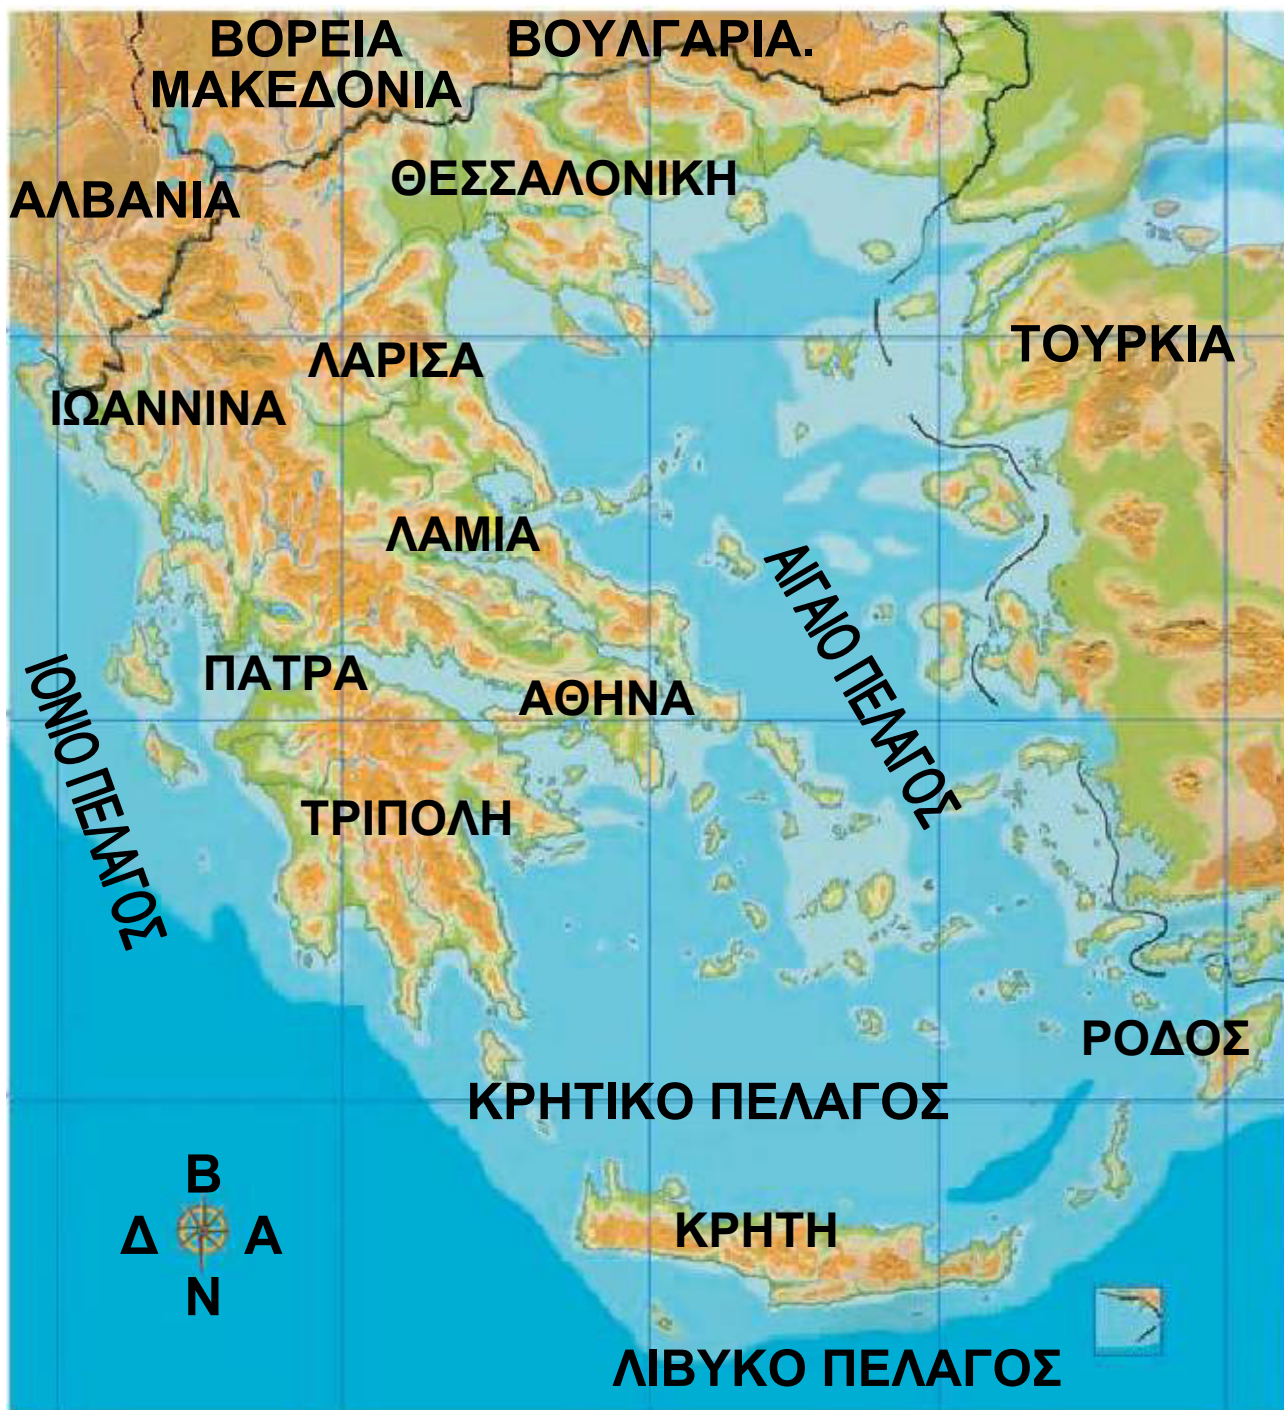 ΒΟΡΕΙΑ
ΜΑΚΕΔΟΝΙΑ
ΒΟΥΛΓΑΡΙΑ.
ΘΕΣΣΑΛΟΝΙΚΗ
ΑΛΒΑΝΙΑ
ΤΟΥΡΚΙΑ
ΛΑΡΙΣΑ
ΙΩΑΝΝΙΝΑ
ΛΑΜΙΑ
ΑΙΓΑΙΟ ΠΕΛΑΓΟΣ
ΙΟΝΙΟ ΠΕΛΑΓΟΣ
ΠΑΤΡΑ
ΑΘΗΝΑ
ΤΡΙΠΟΛΗ
ΡΟΔΟΣ
ΚΡΗΤΙΚΟ ΠΕΛΑΓΟΣ
Β
Δ Α
Ν
ΚΡΗΤΗ
ΛΙΒΥΚΟ ΠΕΛΑΓΟΣ